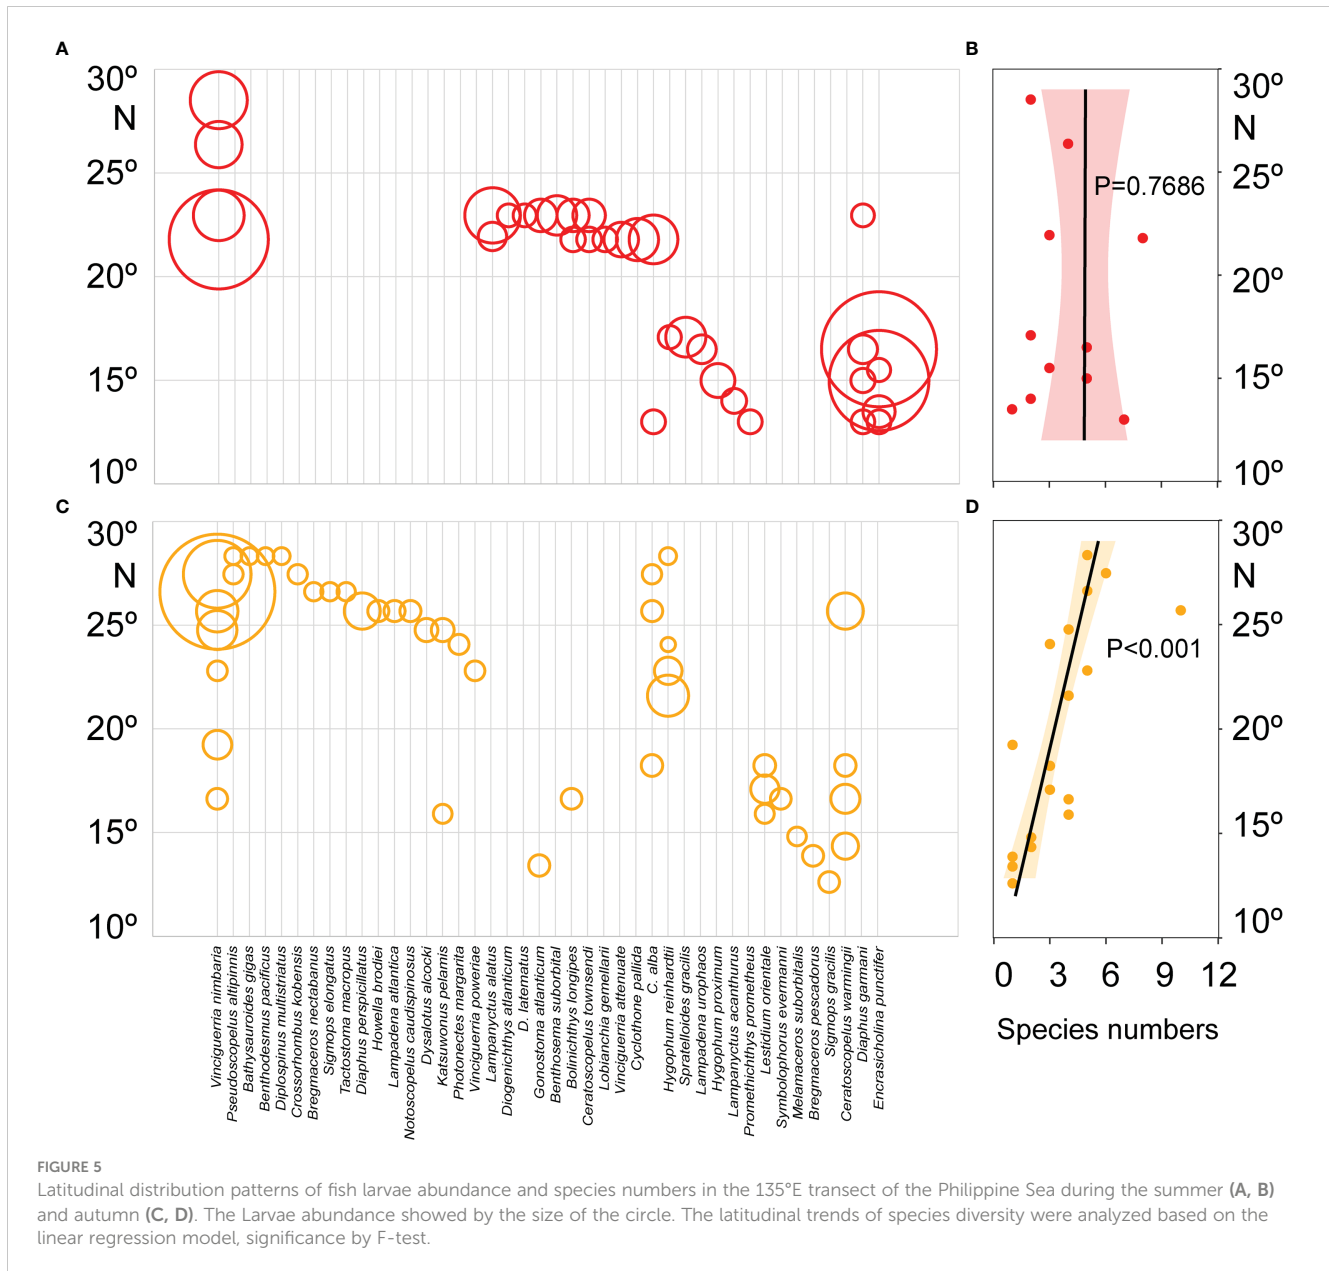 A
30º
N
25º
20º
15º
10º
B
30º
N
25º
20º
15º
10º
P=0.7686
C
30º
N
25º
20º
15º
10º
D
30º
N
25º
20º
15º
10º
P<0.001
0 3 6 9 12
Species numbers
Vinciguerria nimbaria
Pseudoscopelus altipinnis
Bathysauroides gigas
Benthodesmus pacificus
Diplospinus multistriatus
Crossorhombus kobensis
Bregmaceros nectabanus
Sigmops elongatus
Tactostoma macropus
Diaphus perspicillatus
Howella brodiei
Lampadena atlantica
Notoscopelus caudispinosus
Dysalotus alcocki
Katsuwonus pelamis
Photonectes margarita
Vinciguerria poweriae
Lampanyctus alatus
Diogenichthys atlanticum
D. laternatus
Gonostoma atlanticum
Benthosema suborbital
Bolinichthys longipes
Ceratoscopelus townsendi
Lobianchia gemellarii
Vinciguerria attenuate
Cyclothone pallida
C. alba
Hygophum reinhardtii
Spratelloides gracilis
Lampadena urophaos
Hygophum proximum
Lampanyctus acanthurus
Promethichthys prometheus
Lestidium orientale
Symbolophorus evermanni
Melamaceros suborbitalis
Bregmaceros pescadorus
Sigmops gracilis
Ceratoscopelus warmingii
Diaphus garmani
Encrasicholina punctifer
FIGURE 5
Latitudinal distribution patterns of fish larvae abundance and species numbers in the 135°E transect of the Philippine Sea during the summer (A, B)
and autumn (C, D). The Larvae abundance showed by the size of the circle. The latitudinal trends of species diversity were analyzed based on the
linear regression model, significance by F-test.